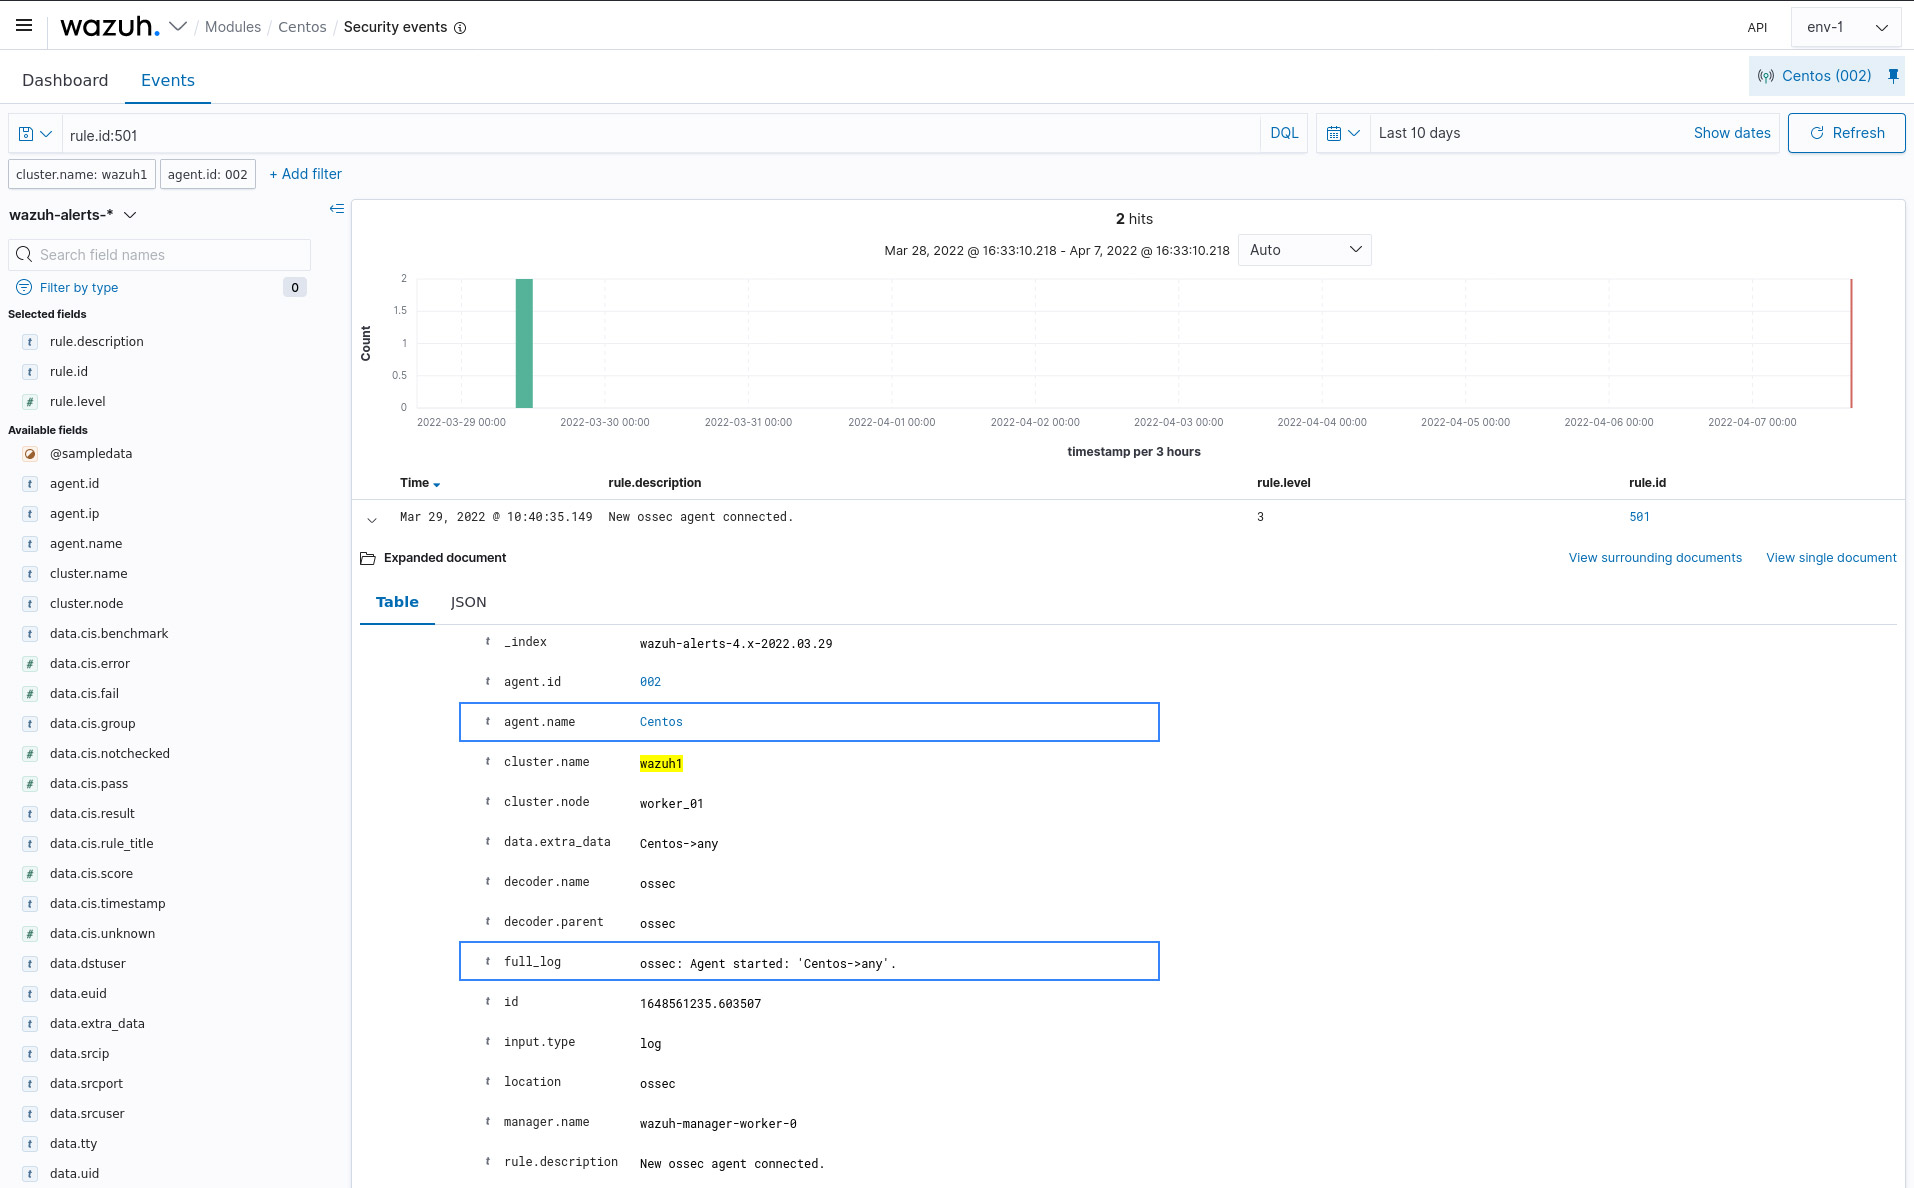 wazuh. / Modules / Centos / Security events API env-1
Dashboard Events Centos (002)
rule.id:501 DQL Last 10 days Show dates Refresh
cluster.name: wazuh1 agent.id: 002 + Add filter
wazuh-alerts-*
Search field names
Filter by type 0
Selected fields
t rule.description
t rule.id
# rule.level
Available fields
@sampledata
t agent.id
t agent.ip
t agent.name
t cluster.name
t cluster.node
t data.cis.benchmark
# data.cis.error
# data.cis.fail
t data.cis.group
# data.cis.notchecked
# data.cis.pass
t data.cis.result
t data.cis.rule_title
# data.cis.score
t data.cis.timestamp
# data.cis.unknown
t data.dstuser
t data.euid
t data.extra_data
t data.srcip
t data.srcport
t data.srcuser
t data.tty
t data.uid
2 hits
Mar 28, 2022 @ 16:33:10.218 - Apr 7, 2022 @ 16:33:10.218 Auto
Count
2
1.5
1
0.5
0
2022-03-29 00:00 2022-03-30 00:00 2022-03-31 00:00 2022-04-01 00:00 2022-04-02 00:00 2022-04-03 00:00 2022-04-04 00:00 2022-04-05 00:00 2022-04-06 00:00 2022-04-07 00:00
timestamp per 3 hours
Time rule.description rule.level rule.id
Mar 29, 2022 @ 10:40:35.149 New ossec agent connected. 3 501
Expanded document View surrounding documents View single document
Table JSON
t _index wazuh-alerts-4.x-2022.03.29
t agent.id 002
t agent.name Centos
t cluster.name wazuh1
t cluster.node worker_01
t data.extra_data Centos->any
t decoder.name ossec
t decoder.parent ossec
t full_log ossec: Agent started: 'Centos->any'.
t id 1648561235.603507
t input.type log
t location ossec
t manager.name wazuh-manager-worker-0
t rule.description New ossec agent connected.